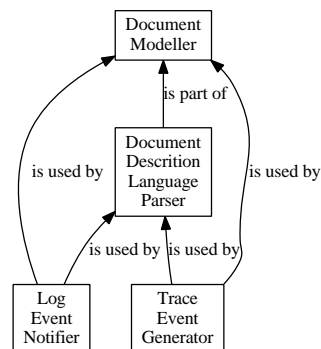 Document
Modeller
is part of
Document
Descrition
Language
Parser
is used by
is used by
is used by
is used by
Log
Event
Notifier
Trace
Event
Generator